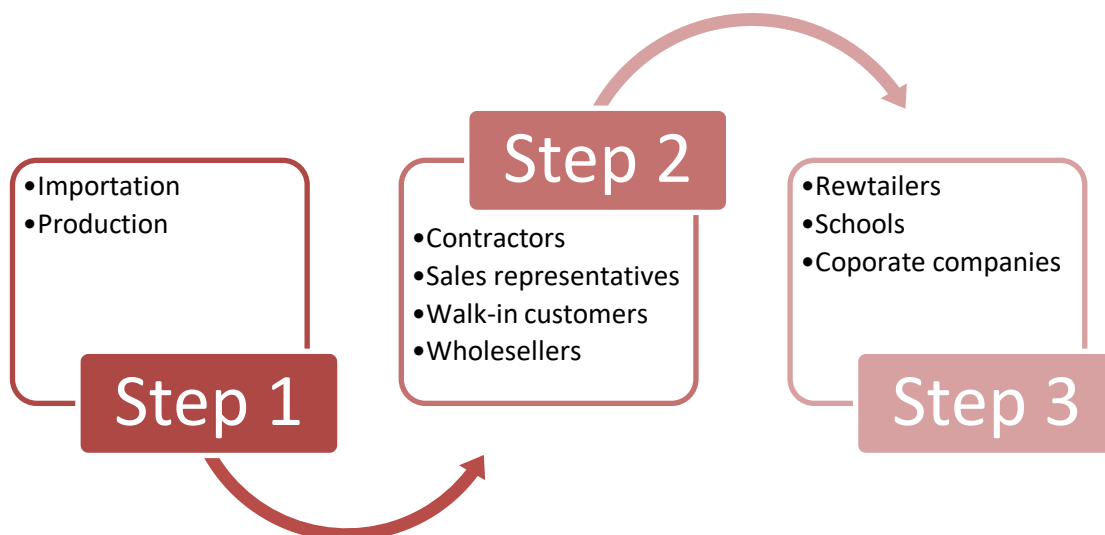 •Importation
•Production
Step 1
Step 2
•Contractors
•Sales representatives
•Walk-in customers
•Wholesellers
•Rewtailers
•Schools
•Coporate companies
Step 3